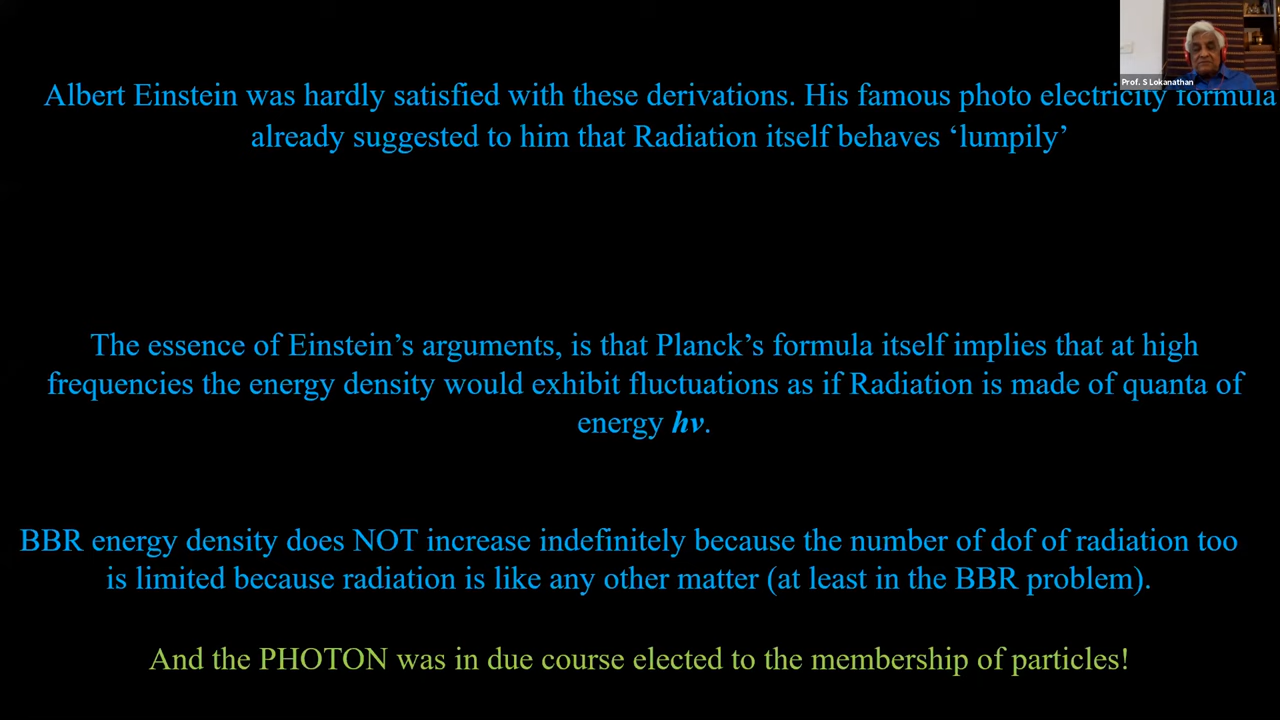 Prof. S Lokanathan
Albert Einstein was hardly satisfied with these derivations. His famous photo electricity formula
already suggested to him that Radiation itself behaves ‘lumpily’
The essence of Einstein’s arguments, is that Planck’s formula itself implies that at high
frequencies the energy density would exhibit fluctuations as if Radiation is made of quanta of
energy hν.
BBR energy density does NOT increase indefinitely because the number of dof of radiation too
is limited because radiation is like any other matter (at least in the BBR problem).
And the PHOTON was in due course elected to the membership of particles!